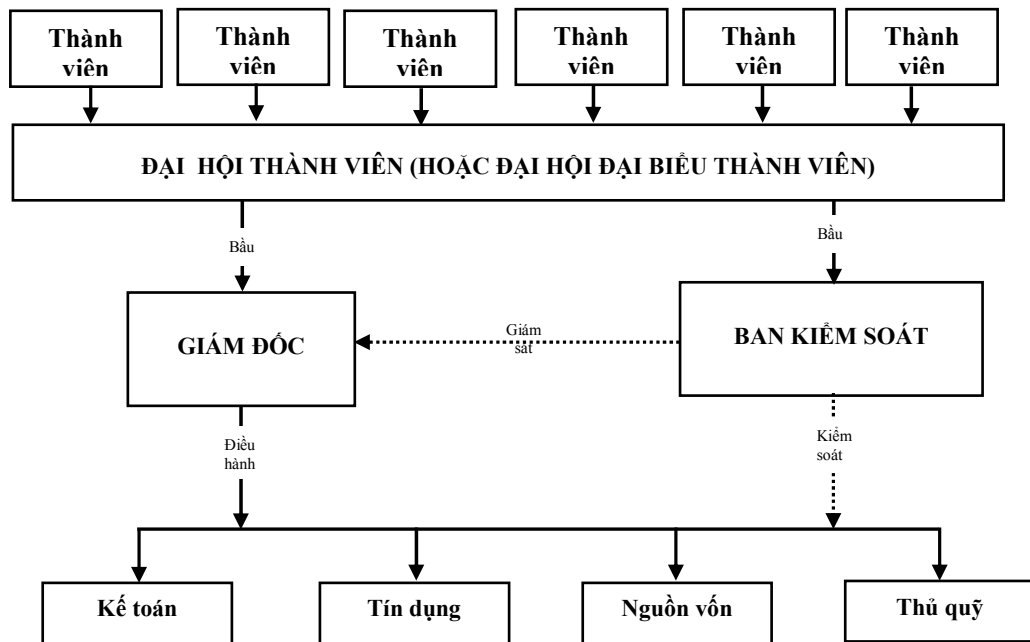 Thành
viên
Thành
viên
Thành
viên
Thành
viên
Thành
viên
Thành
viên
ĐẠI HỘI THÀNH VIÊN (HOẶC ĐẠI HỘI ĐẠI BIỂU THÀNH VIÊN)
Bầu
Bầu
GIÁM ĐỐC
Giám
sát
BAN KIỂM SOÁT
Điều
hành
Kiểm
soát
Kế toán
Tín dụng
Nguồn vốn
Thủ quỹ